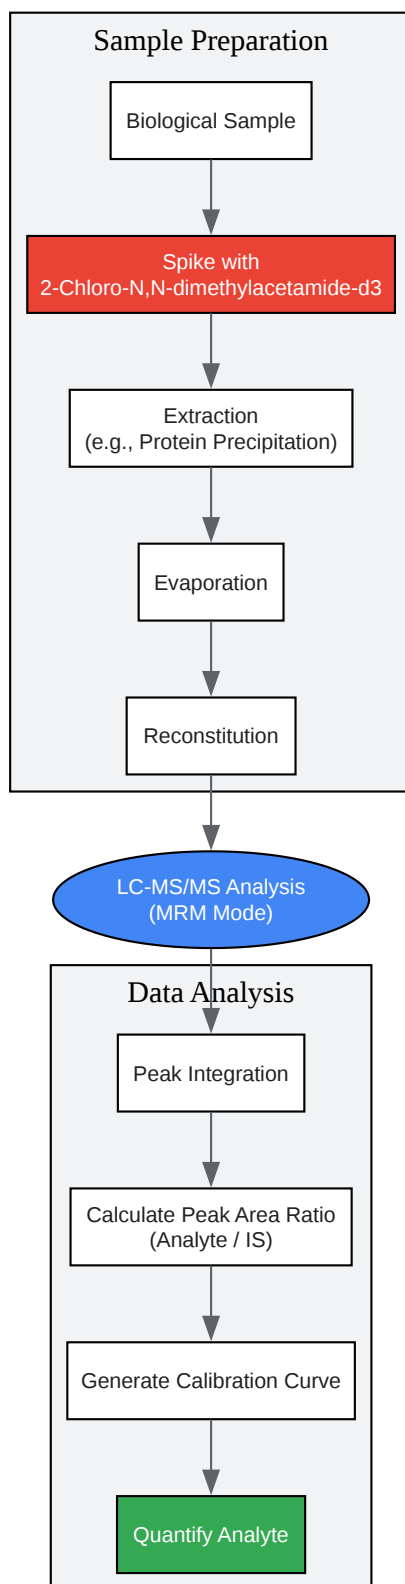 Sample Preparation
Biological Sample
Spike with
2-Chloro-N,N-dimethylacetamide-d3
Extraction
(e.g., Protein Precipitation)
Evaporation
Reconstitution
LC-MS/MS Analysis
(MRM Mode)
Data Analysis
Peak Integration
Calculate Peak Area Ratio
(Analyte / IS)
Generate Calibration Curve
Quantify Analyte